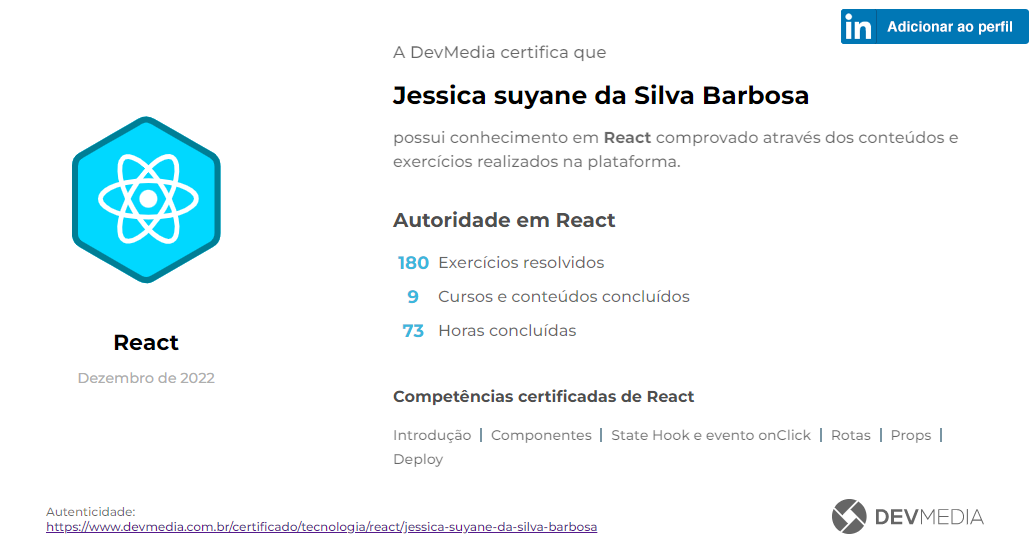 in Adicionar ao perfil
A DevMedia certifica que
Jessica suyane da Silva Barbosa
possui conhecimento em React comprovado através dos conteúdos e
exercícios realizados na plataforma.
Autoridade em React
180 Exercícios resolvidos
9 Cursos e conteúdos concluídos
73 Horas concluídas
React
Dezembro de 2022
Competências certificadas de React
Introdução | Componentes | State Hook e evento onClick | Rotas | Props |
Deploy
Autenticidade:
https://www.devmedia.com.br/certificado/tecnologia/react/jessica-suyane-da-silva-barbosa
DEVMEDIA